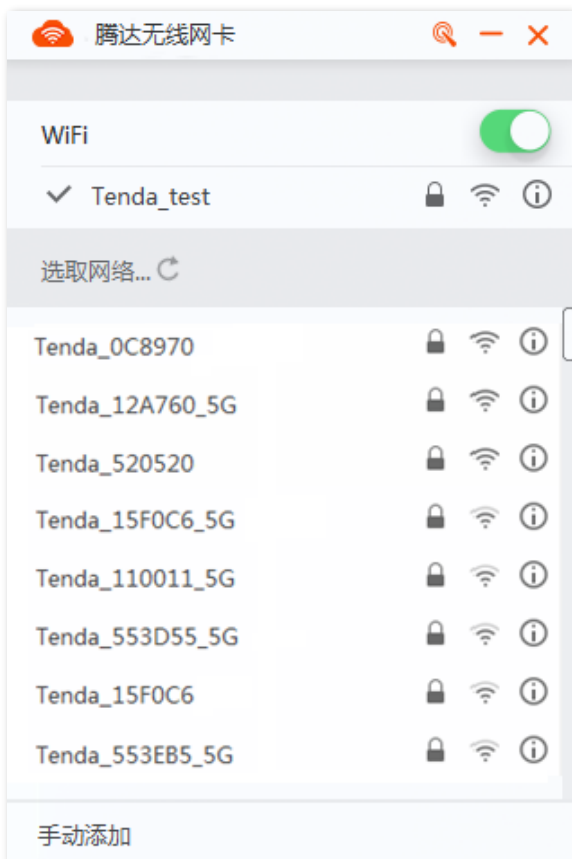 腾达无线网卡
WiFi
Tenda_test
选取网络...
Tenda_0C8970
Tenda_12A760_5G
Tenda_520520
Tenda_15F0C6_5G
Tenda_110011_5G
Tenda_553D55_5G
Tenda_15F0C6
Tenda_553EB5_5G
手动添加